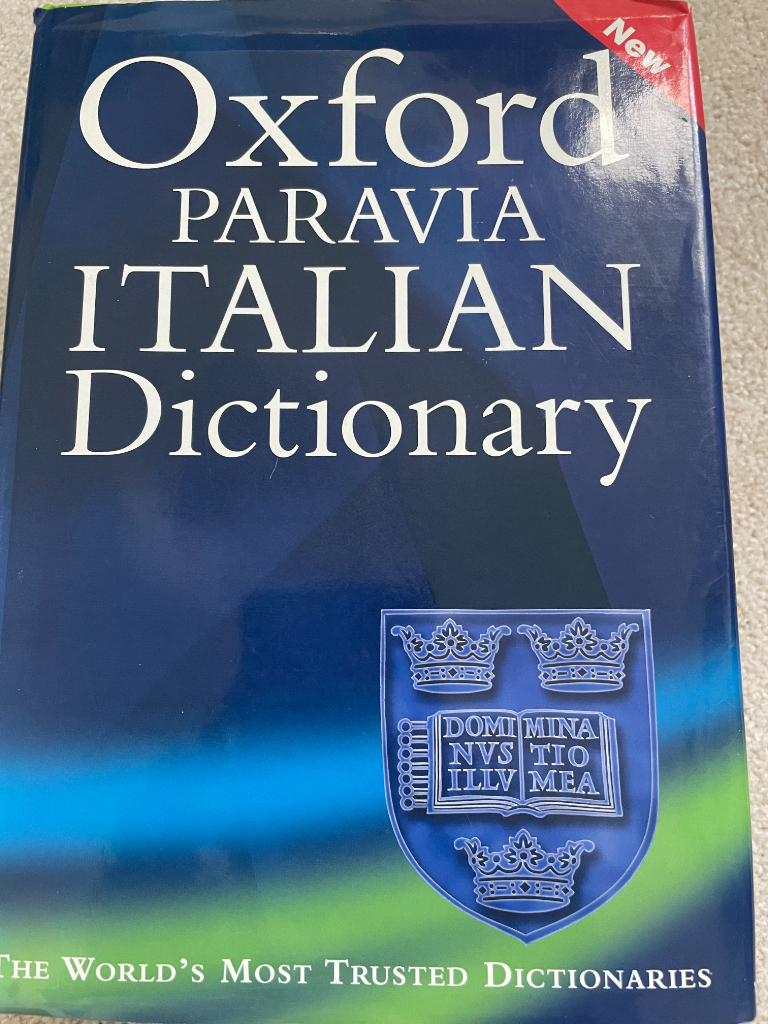 New
Oxford
PARAVIA
ITALIAN
Dictionary
DOMI MINA
NVS TIO
ILLV MEA
THE WORLD'S MOST TRUSTED DICTIONARIES